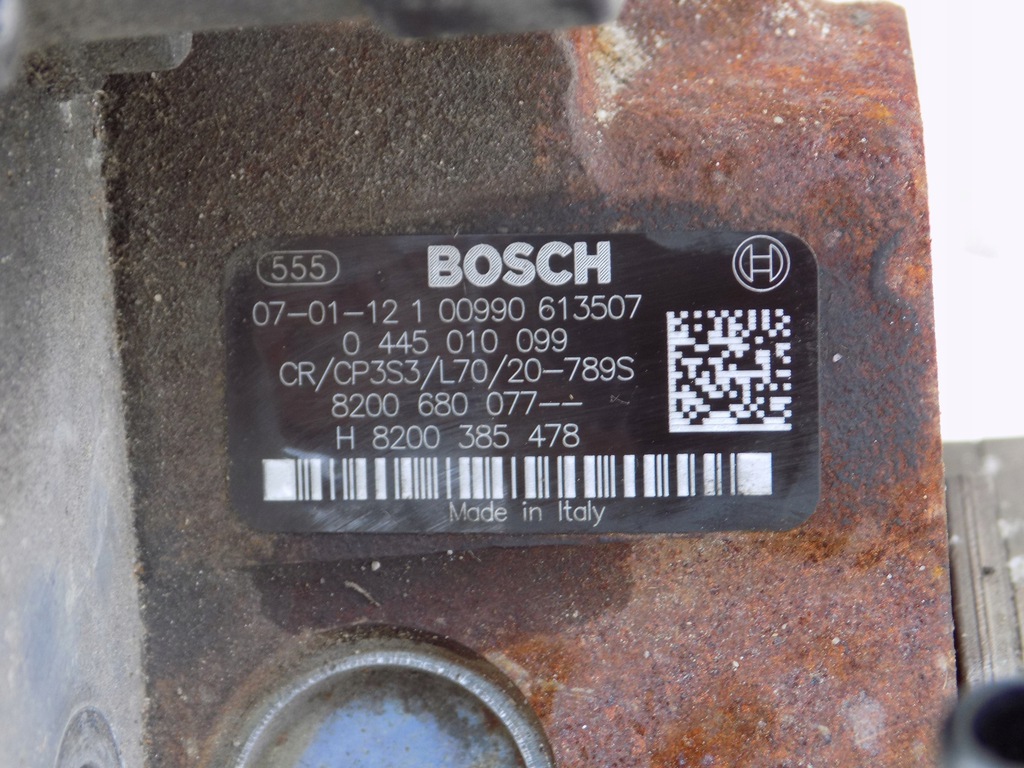 555 BOSCH
07-01-12 1 00990 613507
0 445 010 099
CR/CP3S3/L70/20-789S
8200 680 077--
H 8200 385 478
Made in Italy